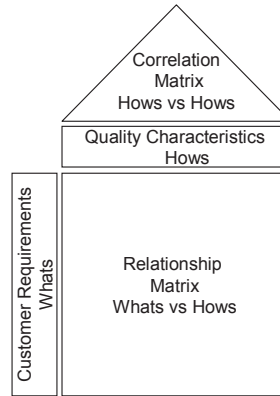 Correlation
Matrix
Hows vs Hows
Quality Characteristics
Hows
Customer Requirements
Whats
Relationship
Matrix
Whats vs Hows